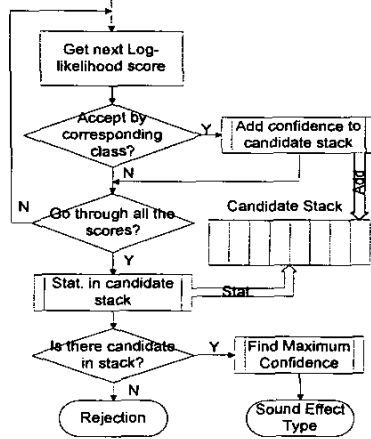 Get next Log-
likelihood score
Accept by
corresponding
class?
Y
Add confidence to
candidate stack
N
Add
N
Go through all the
scores?
Candidate Stack
Y
Stat. in candidate
stack
Stat.
Is there candidate
in stack?
Y
Find Maximum
Confidence
N
Rejection
Sound Effect
Type